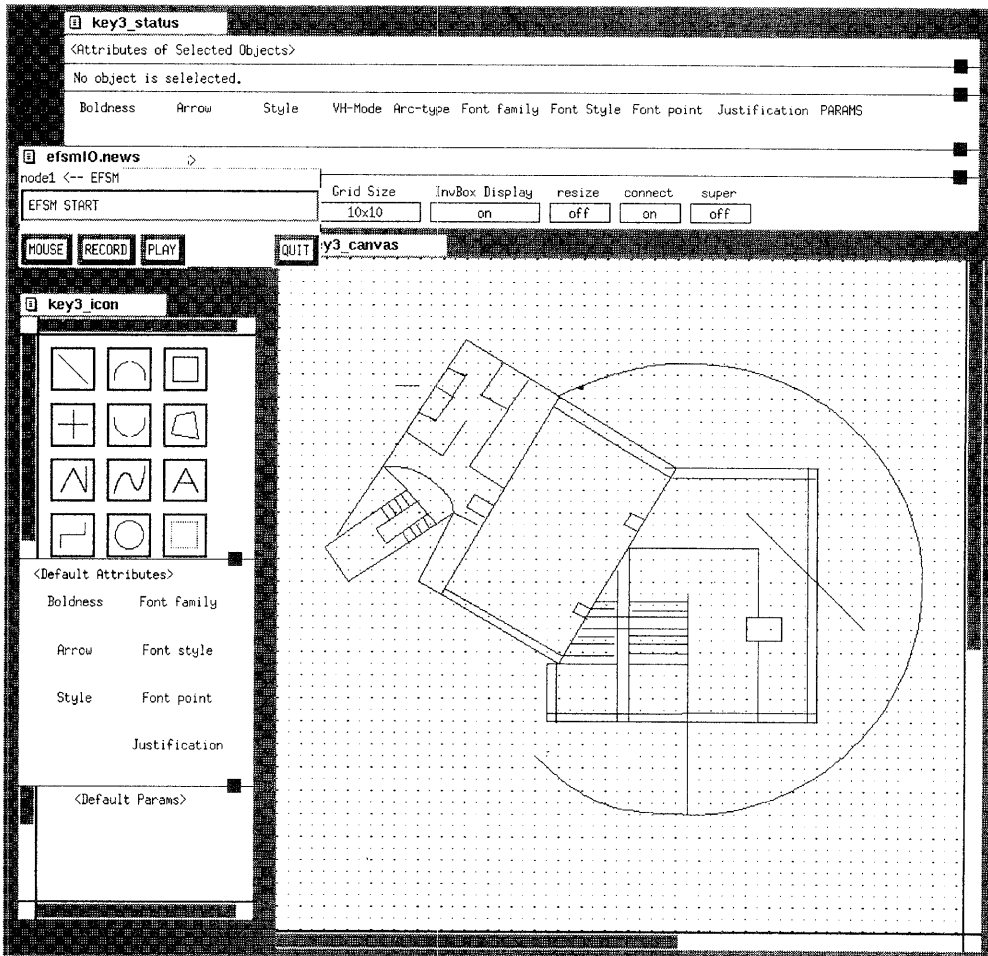 key3_status
<Attributes of Selected Objects>
No object is selelected.
Boldness Arrow Style VH-Mode Arc-type Font family Font Style Font point Justification PARAMS
efsmIO.news
node1 <-- EFSM
EFSM START
MOUSE RECORD PLAY QUIT
Grid Size InvBox Display resize connect super
10x10 on off on off
ey3_canvas
key3_icon
<Default Attributes>
Boldness Font family
Arrow Font style
Style Font point
Justification
<Default Params>